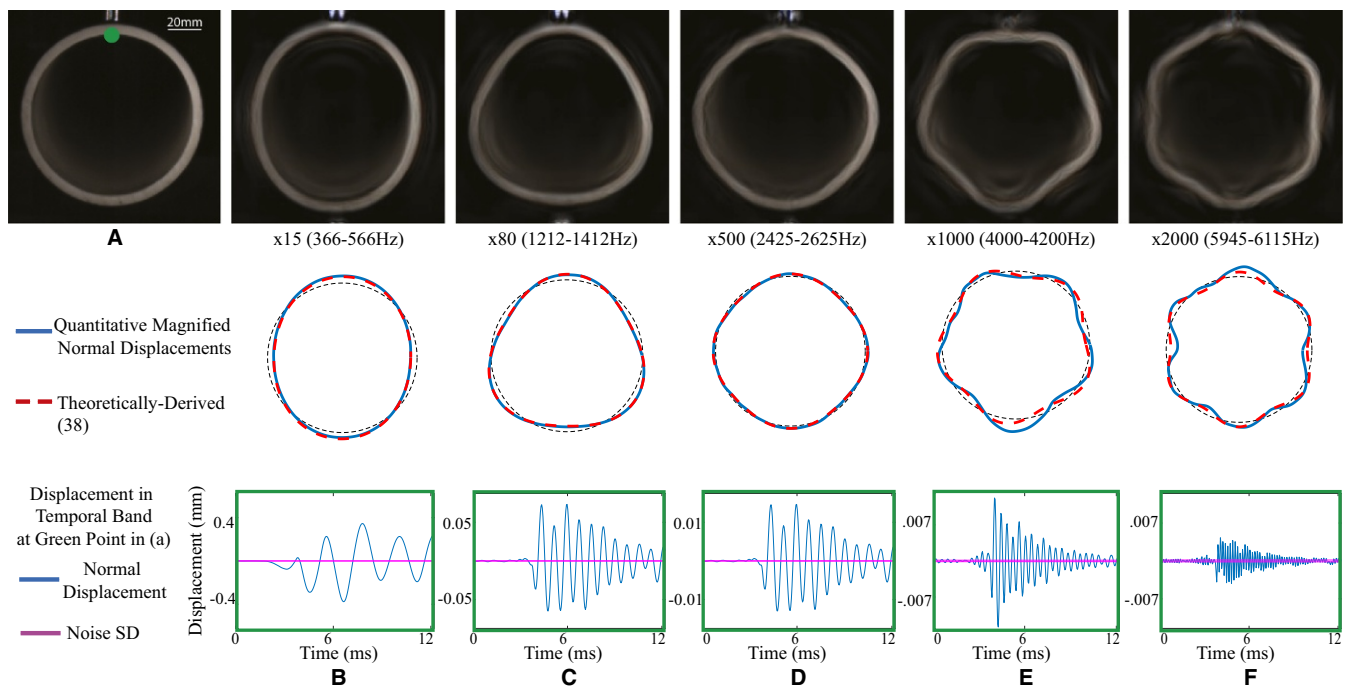 20mm
A
x15 (366-566Hz)
x80 (1212-1412Hz)
x500 (2425-2625Hz)
x1000 (4000-4200Hz)
x2000 (5945-6115Hz)
Quantitative Magnified
Normal Displacements
Theoretically-Derived
(38)
Displacement in
Temporal Band
at Green Point in (a)
Normal
Displacement
Noise SD
Displacement (mm)
0.4
-0.4
0
6
12
Time (ms)
B
0.05
-0.05
0
6
12
Time (ms)
C
0.01
-0.01
0
6
12
Time (ms)
D
.007
-.007
0
6
12
Time (ms)
E
.007
-.007
0
6
12
Time (ms)
F